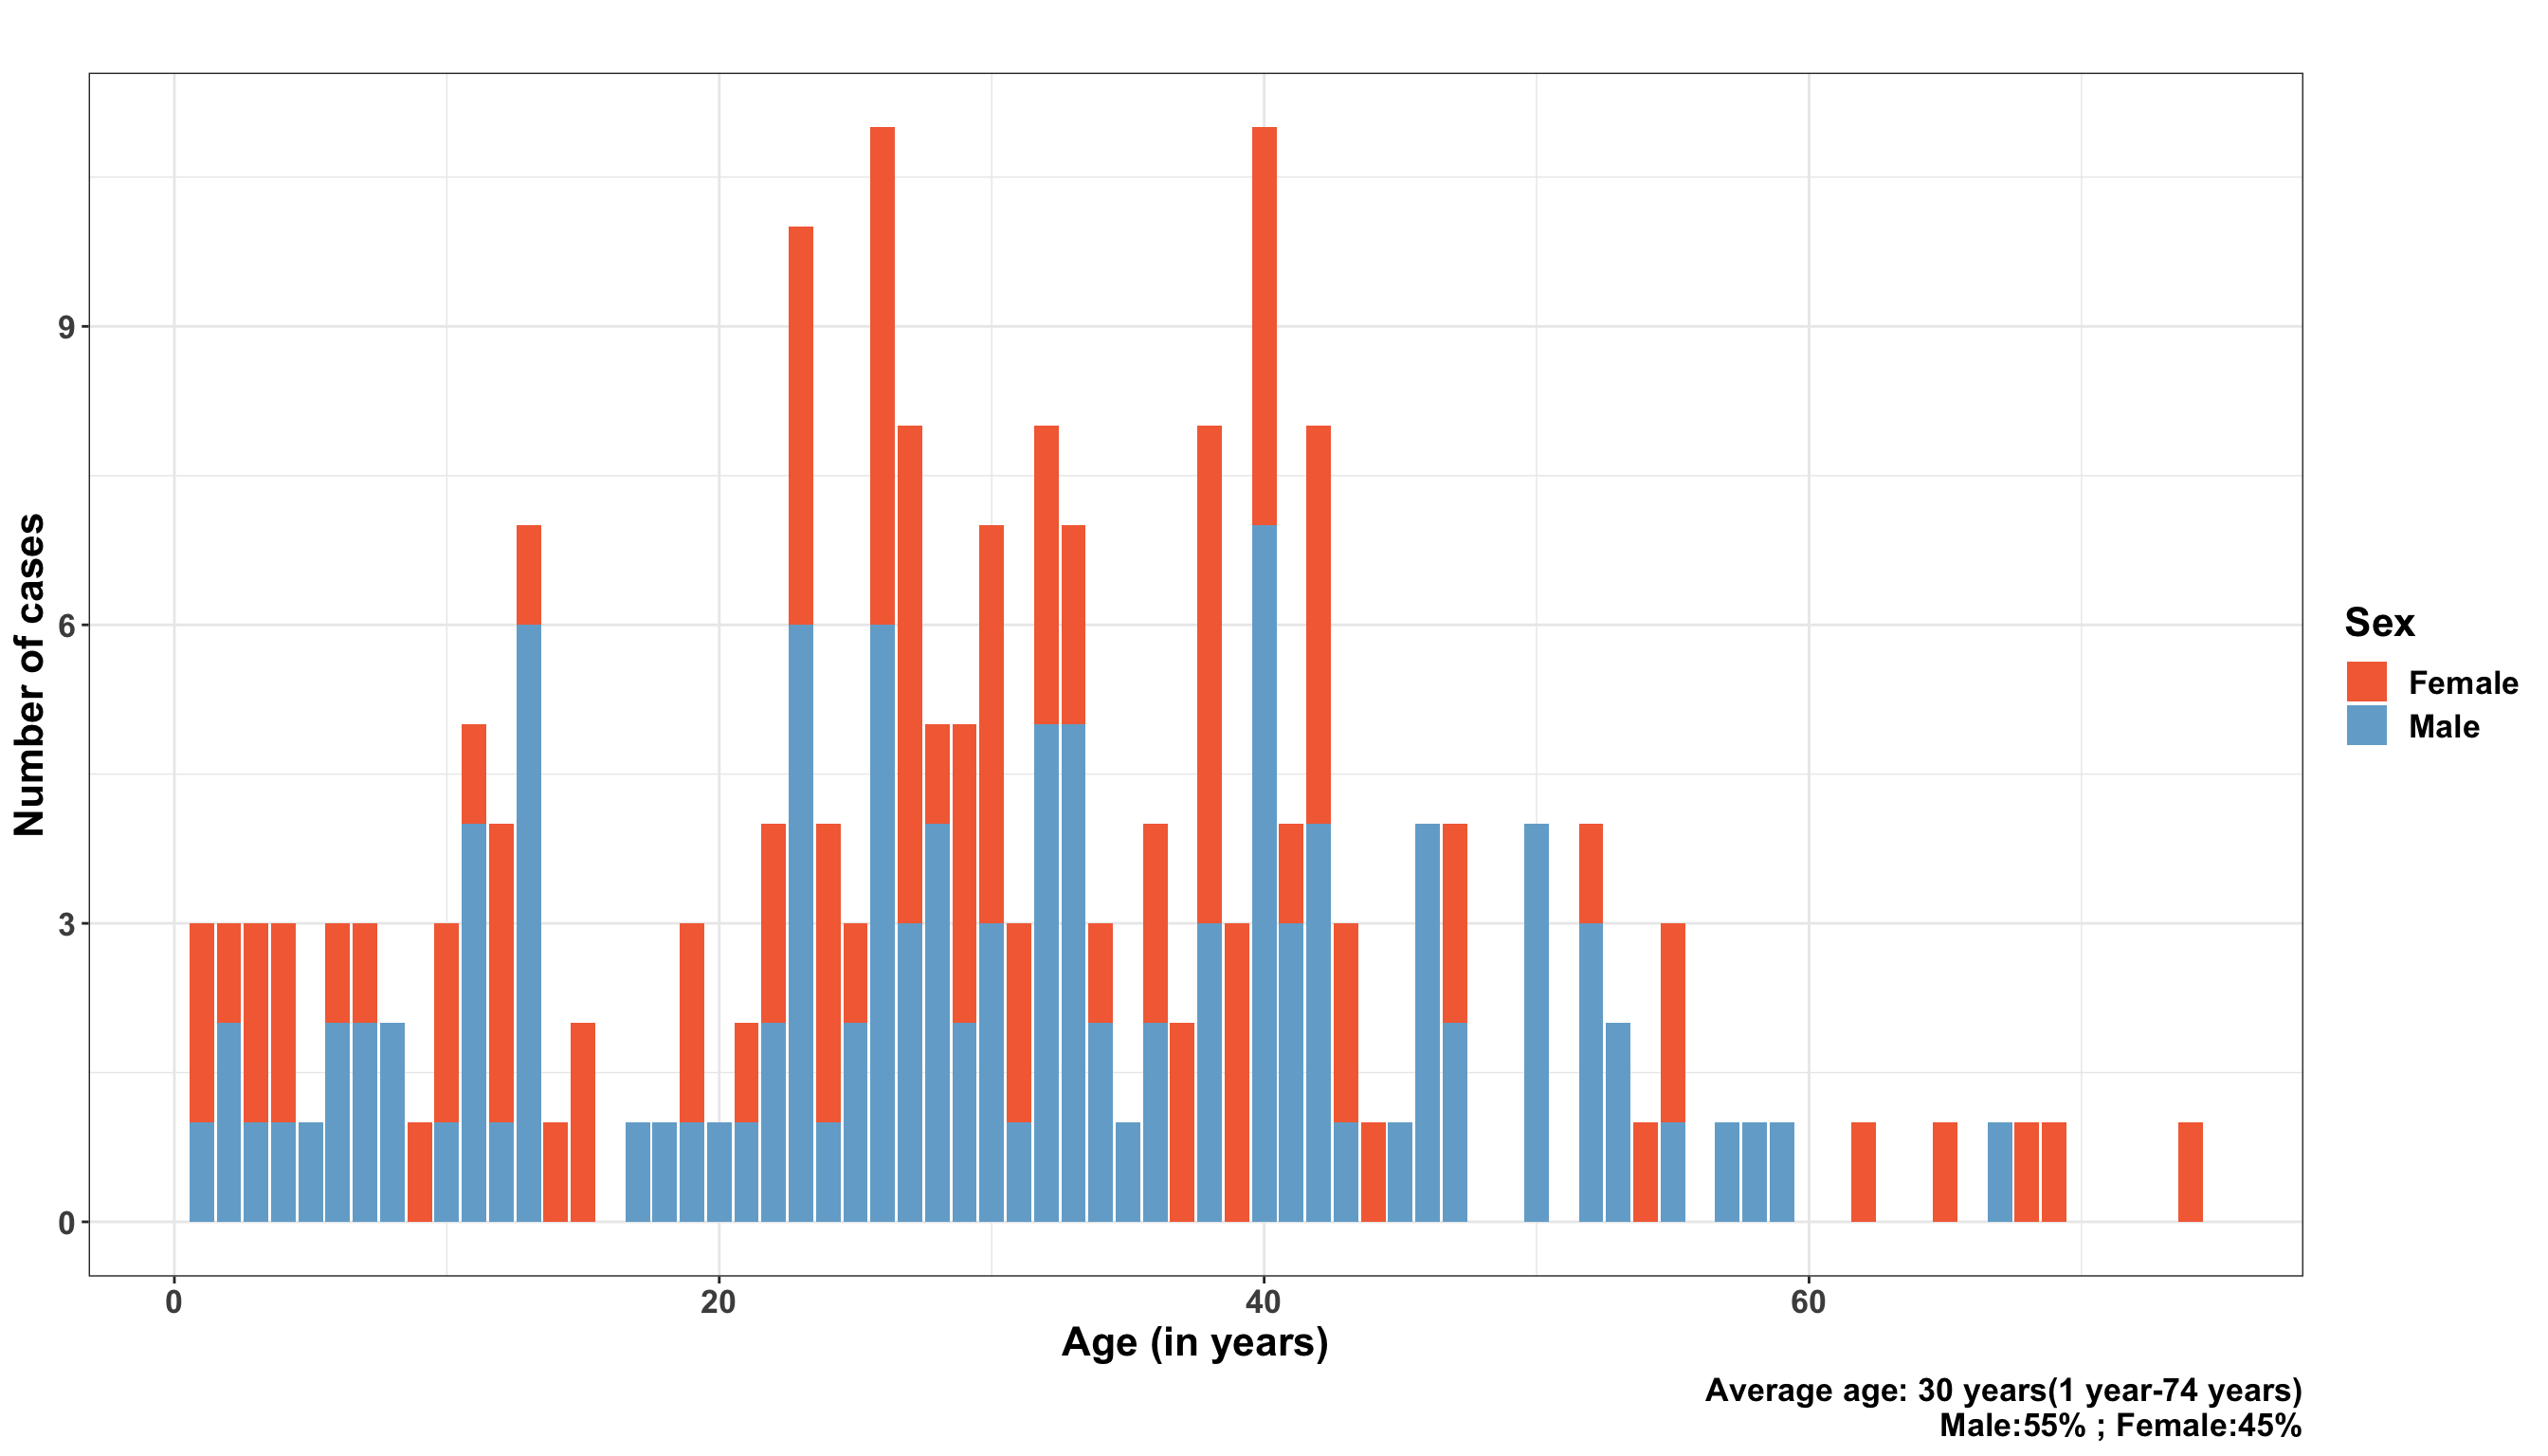 Number of cases
9
6
3
0
0
20
40
60
Age (in years)
Sex
Female
Male
Average age: 30 years(1 year-74 years)
Male:55% ; Female:45%